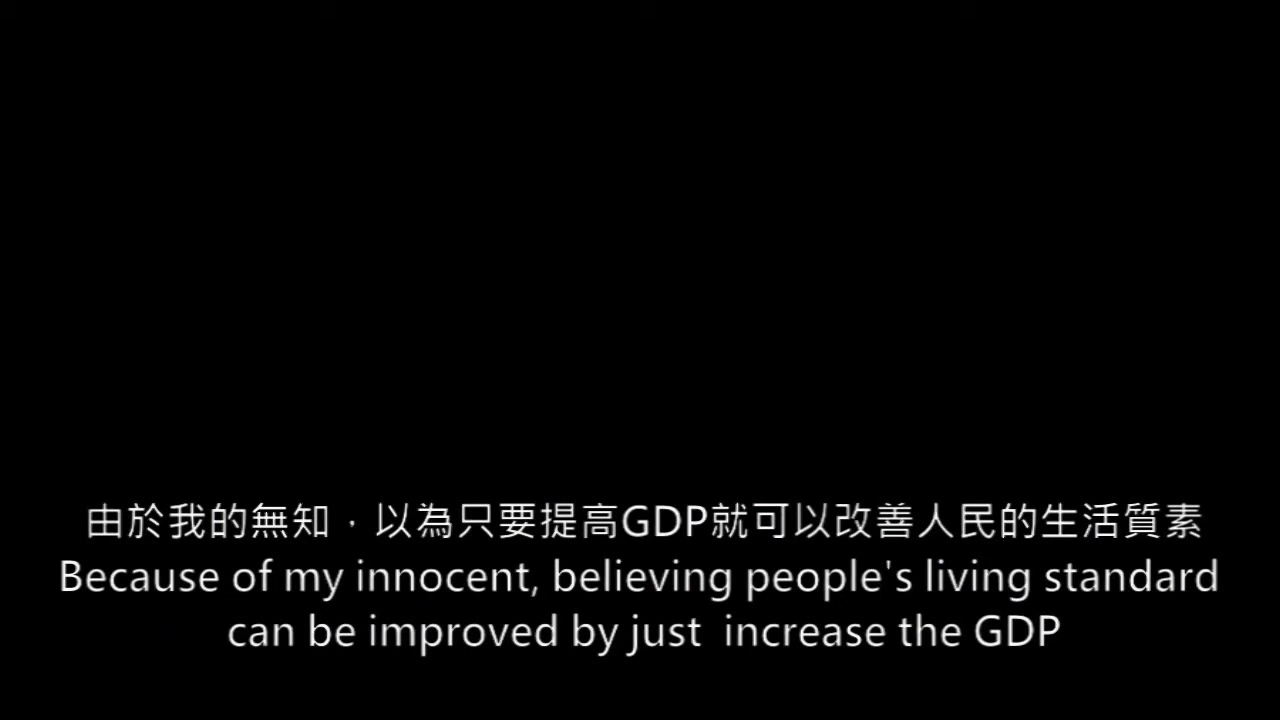 由於我的無知，以為只要提高GDP就可以改善人民的生活質素
Because of my innocent, believing people's living standard
can be improved by just  increase the GDP